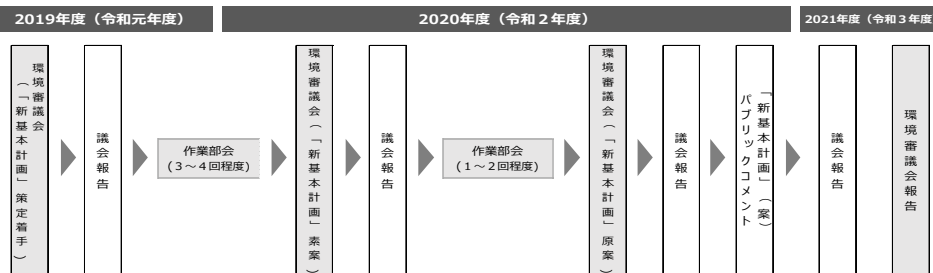 2019年度（令和元年度）
2020年度（令和２年度）
2021年度（令和３年度
環境審議会
（「新基本計画」策定着手）
議会報告
作業部会
（３～４回程度）
環境審議会（「新基本計画」素案）
議会報告
作業部会
（１～２回程度）
環境審議会（「新基本計画」原案）
議会報告
「新基本計画」（案）
パブリックコメント
議会報告
環境審議会報告